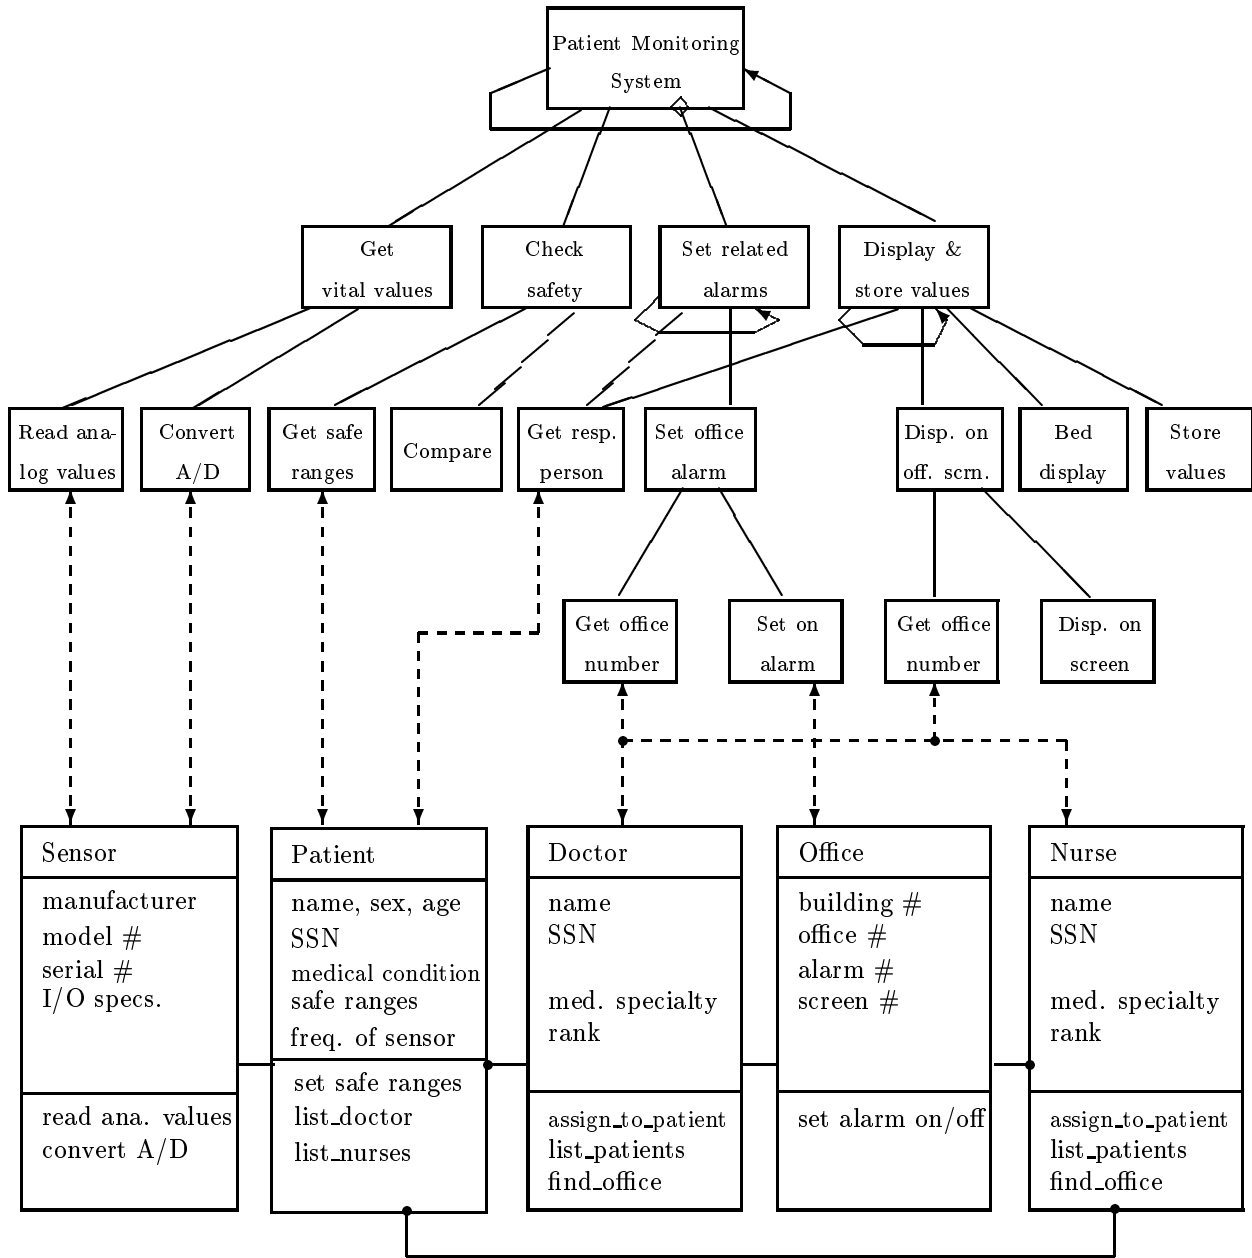 Patient Monitoring
System
Get
vital values
Check
safety
Set related
alarms
Display &
store values
Read ana-
log values
Convert
A/D
Get safe
ranges
Compare
Get resp.
person
Set office
alarm
Disp. on
off. scrn.
Bed
display
Store
values
Get office
number
Set on
alarm
Get office
number
Disp. on
screen
Sensor
manufacturer
model #
serial #
I/O specs.
read ana. values
convert A/D
Patient
name, sex, age
SSN
medical condition
safe ranges
freq. of sensor
set safe ranges
list_doctor
list_nurses
Doctor
name
SSN
med. specialty
rank
assign_to_patient
list_patients
find_office
Office
building #
office #
alarm #
screen #
set alarm on/off
Nurse
name
SSN
med. specialty
rank
assign_to_patient
list_patients
find_office